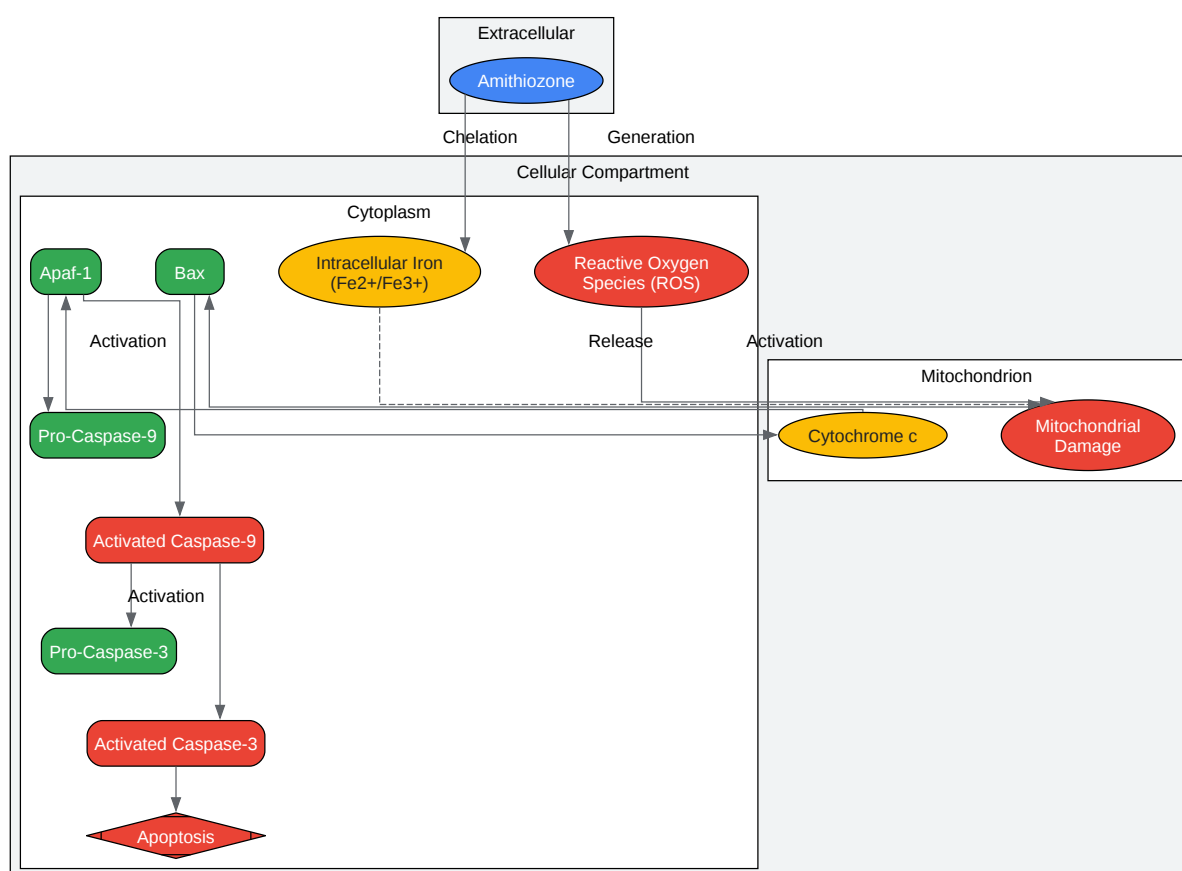 Extracellular
Amithiozone
Chelation
Generation
Cellular Compartment
Cytoplasm
Apaf-1
Bax
Intracellular Iron
(Fe2+/Fe3+)
Reactive Oxygen
Species (ROS)
Activation
Release
Activation
Mitochondrion
Pro-Caspase-9
Cytochrome c
Mitochondrial
Damage
Activated Caspase-9
Activation
Pro-Caspase-3
Activated Caspase-3
Apoptosis